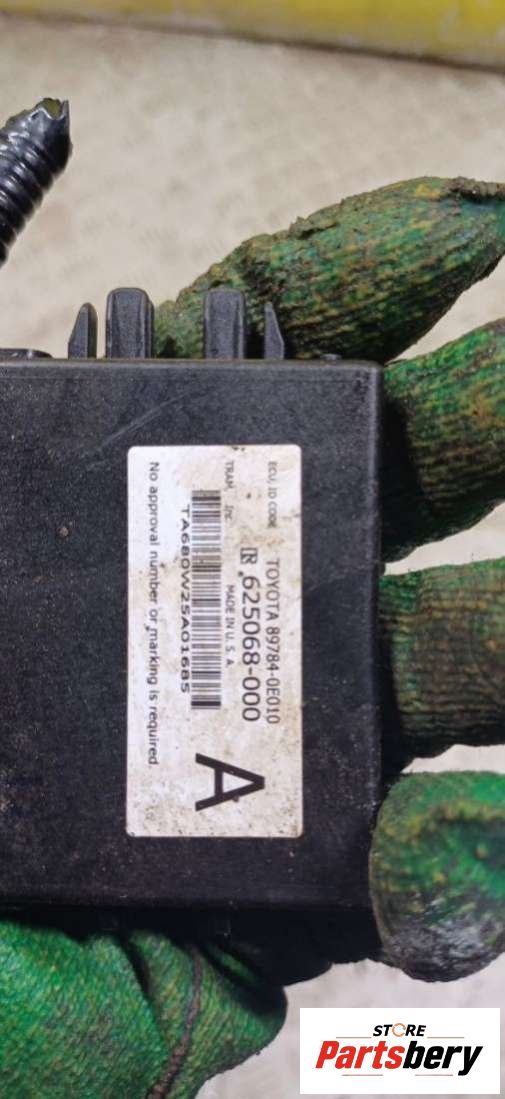 ECU, ID CODE TOYOTA 89784-0E010
R 625068-000
TRAM, Inc. MADE IN U. S. A.
TA680W25A01685
No approval number or marking is required.
A
STORE
Partsbery